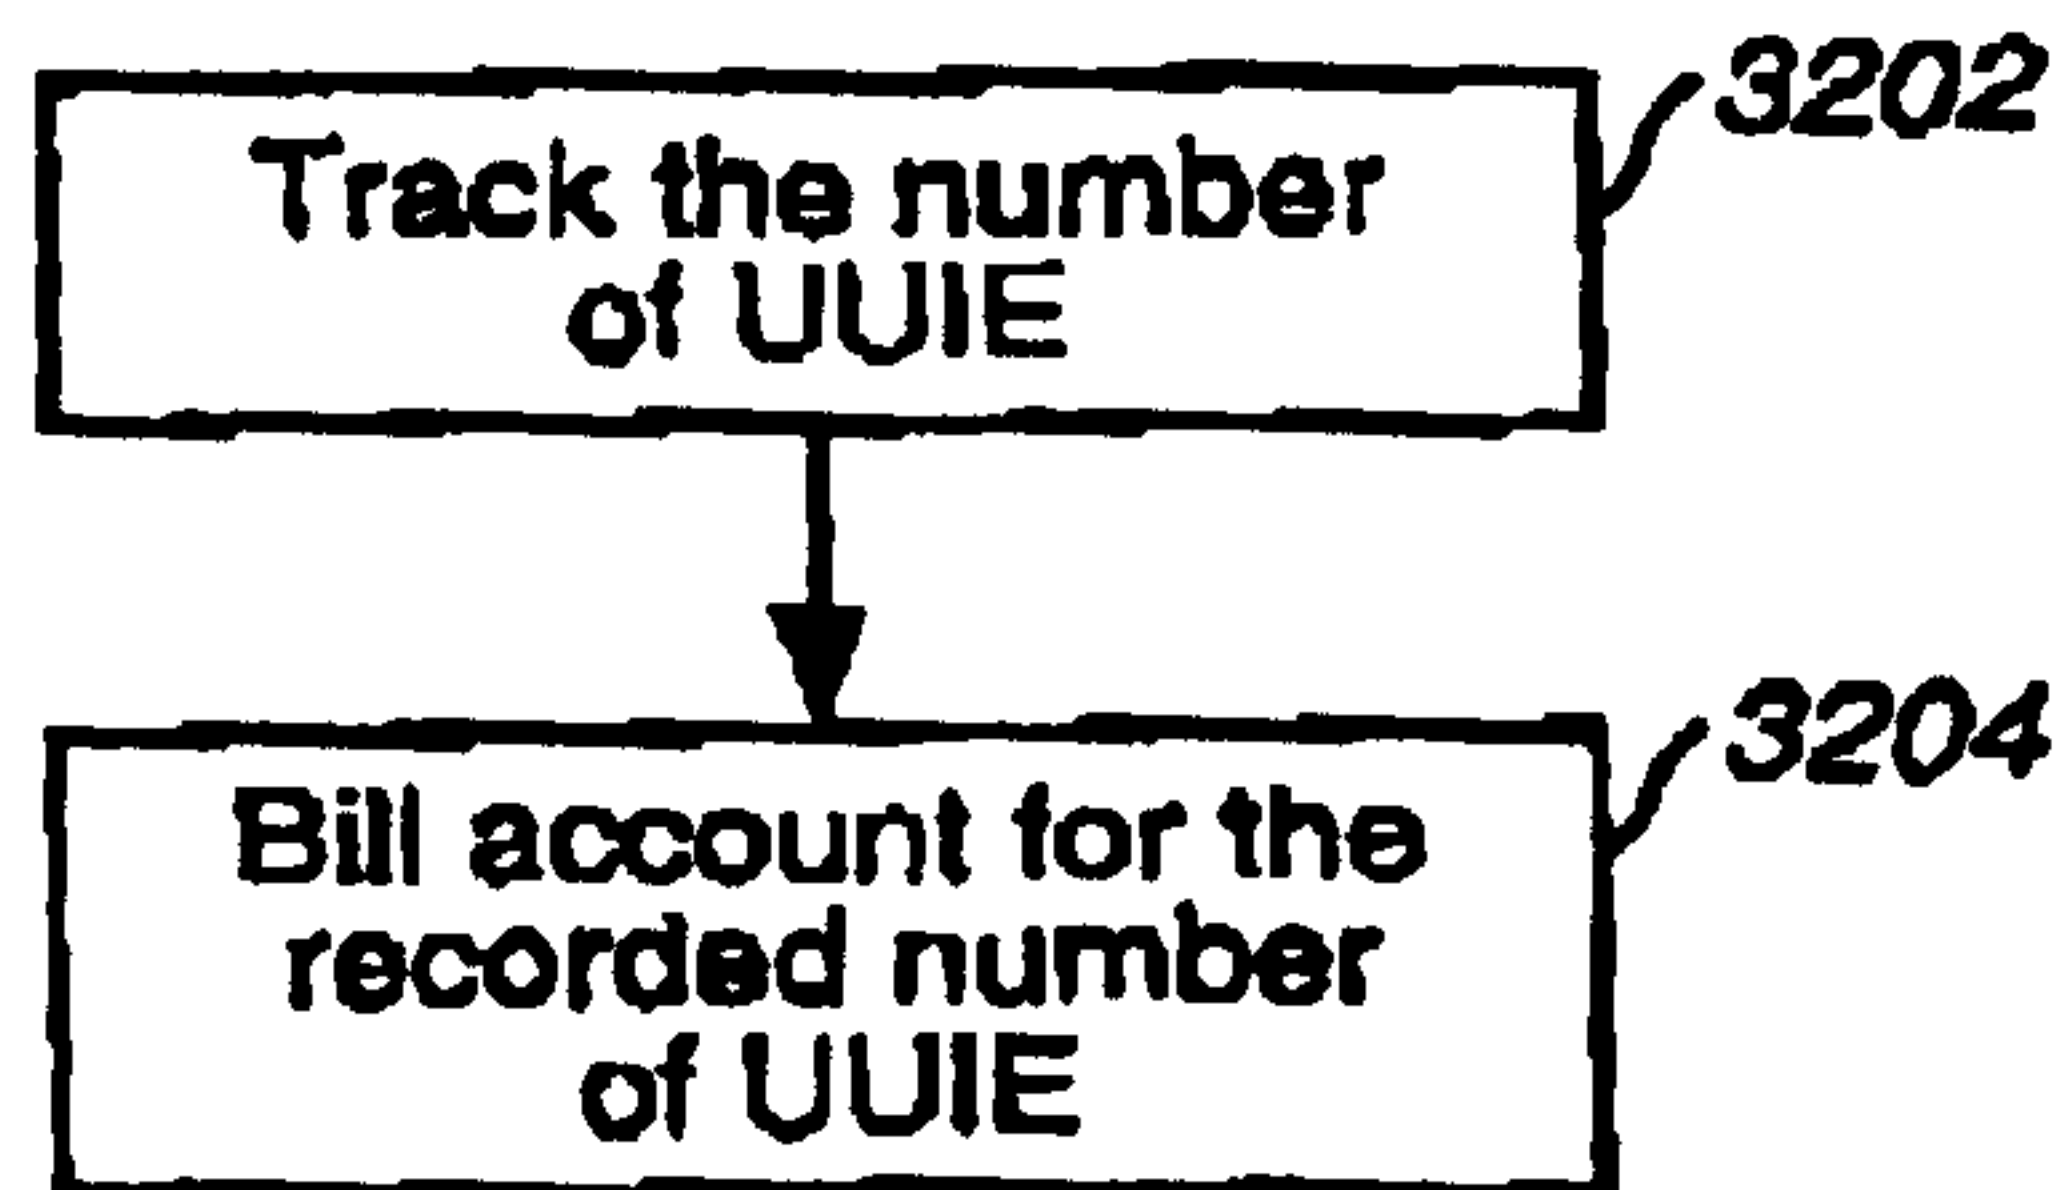 3202
Track the number
of UUIE
3204
Bill account for the
recorded number
of UUIE